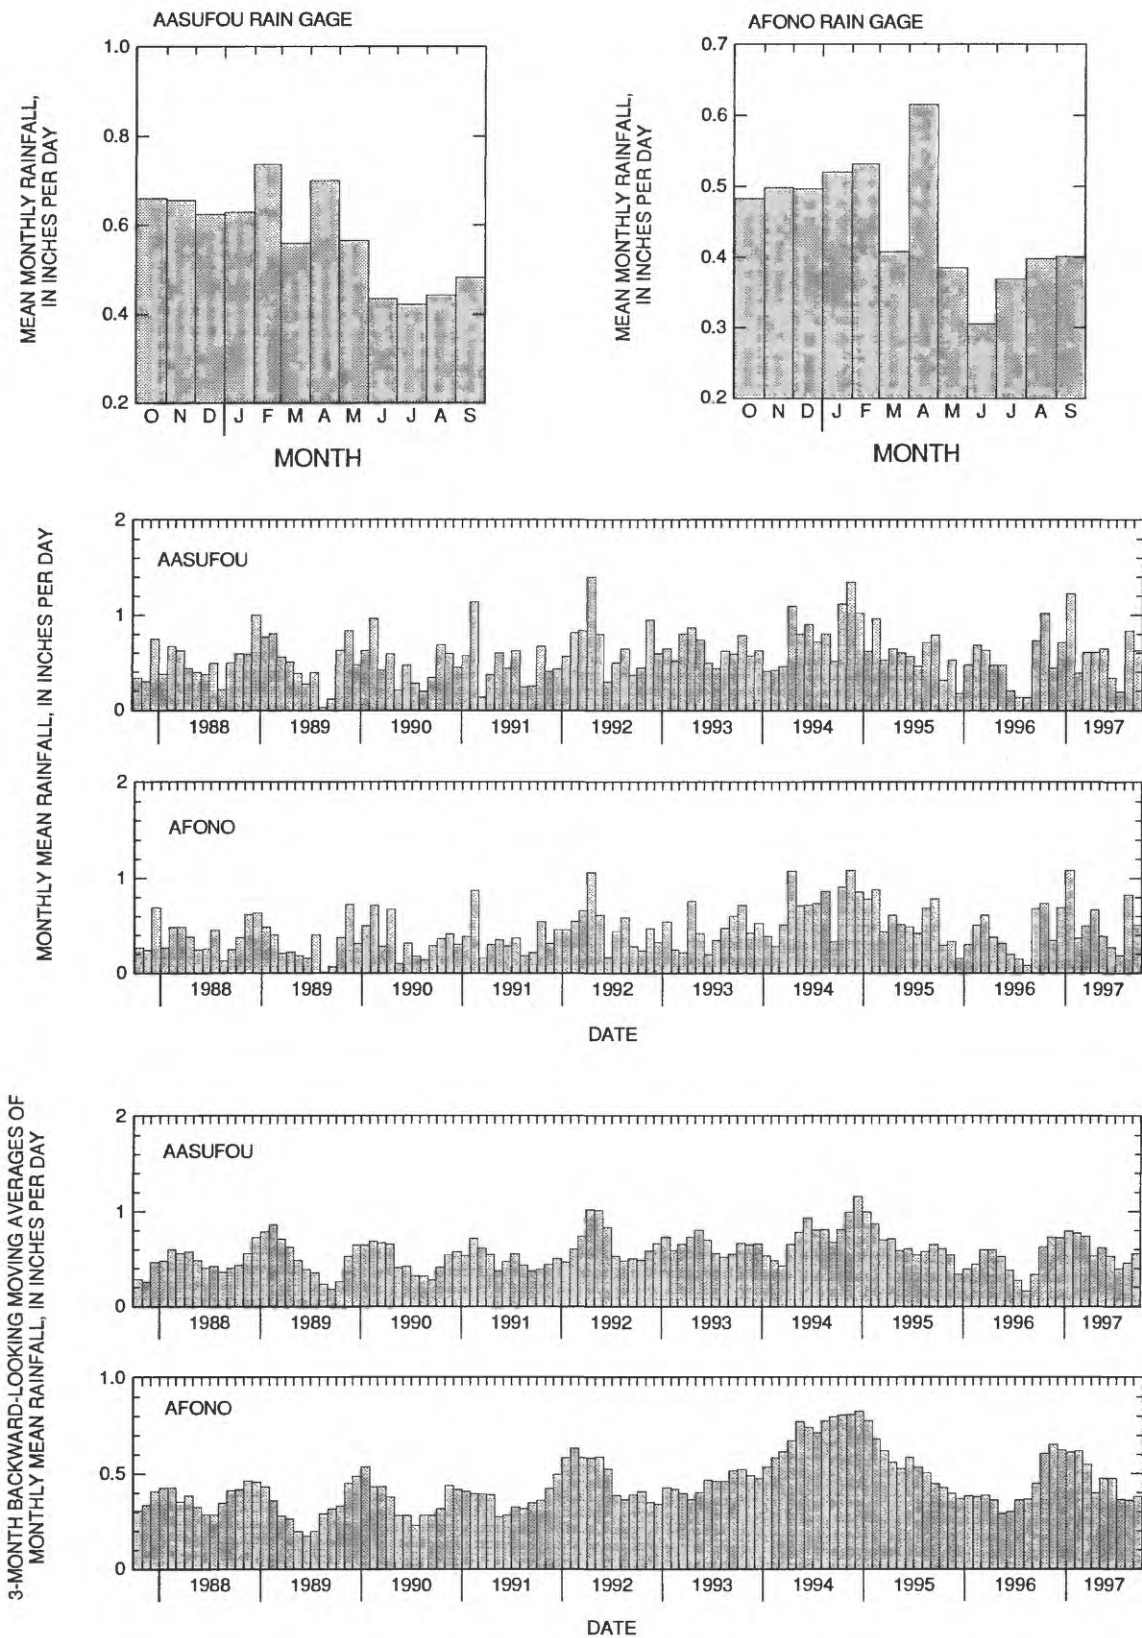 AASUFOU RAIN GAGE
MEAN MONTHLY RAINFALL,
IN INCHES PER DAY
1.0
0.8
0.6
0.4
0.2
O N D J F M A M J J A S
MONTH
AFONO RAIN GAGE
MEAN MONTHLY RAINFALL,
IN INCHES PER DAY
0.7
0.6
0.5
0.4
0.3
0.2
O N D J F M A M J J A S
MONTH
MONTHLY MEAN RAINFALL, IN INCHES PER DAY
2
1
0
AASUFOU
1988 1989 1990 1991 1992 1993 1994 1995 1996 1997
2
1
0
AFONO
1988 1989 1990 1991 1992 1993 1994 1995 1996 1997
DATE
3-MONTH BACKWARD-LOOKING MOVING AVERAGES OF
MONTHLY MEAN RAINFALL, IN INCHES PER DAY
2
1
0
AASUFOU
1988 1989 1990 1991 1992 1993 1994 1995 1996 1997
1.0
0.5
0
AFONO
1988 1989 1990 1991 1992 1993 1994 1995 1996 1997
DATE